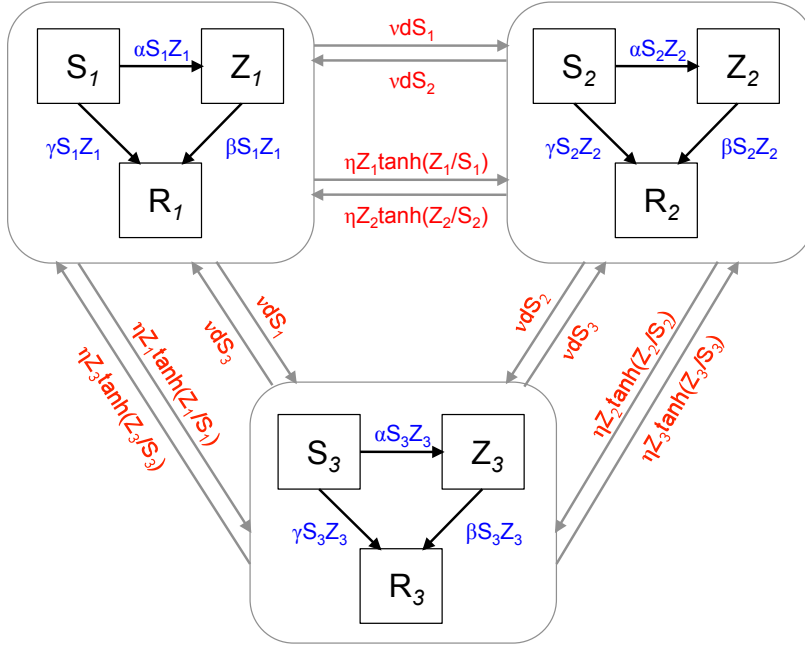 S₁
αS₁Z₁
Z₁
γS₁Z₁
βS₁Z₁
R₁
νdS₁
νdS₂
ηZ₁tanh(Z₁/S₁)
ηZ₂tanh(Z₂/S₂)
S₂
αS₂Z₂
Z₂
γS₂Z₂
βS₂Z₂
R₂
ηZ₃tanh(Z₃/S₃)
ηZ₁tanh(Z₁/S₁)
νdS₃
νdS₁
νdS₂
νdS₃
ηZ₂tanh(Z₂/S₂)
ηZ₃tanh(Z₃/S₃)
S₃
αS₃Z₃
Z₃
γS₃Z₃
βS₃Z₃
R₃